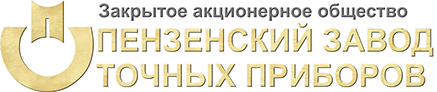 Закрытое акционерное общество
ПЕНЗЕНСКИЙ ЗАВОД
ТОЧНЫХ ПРИБОРОВ